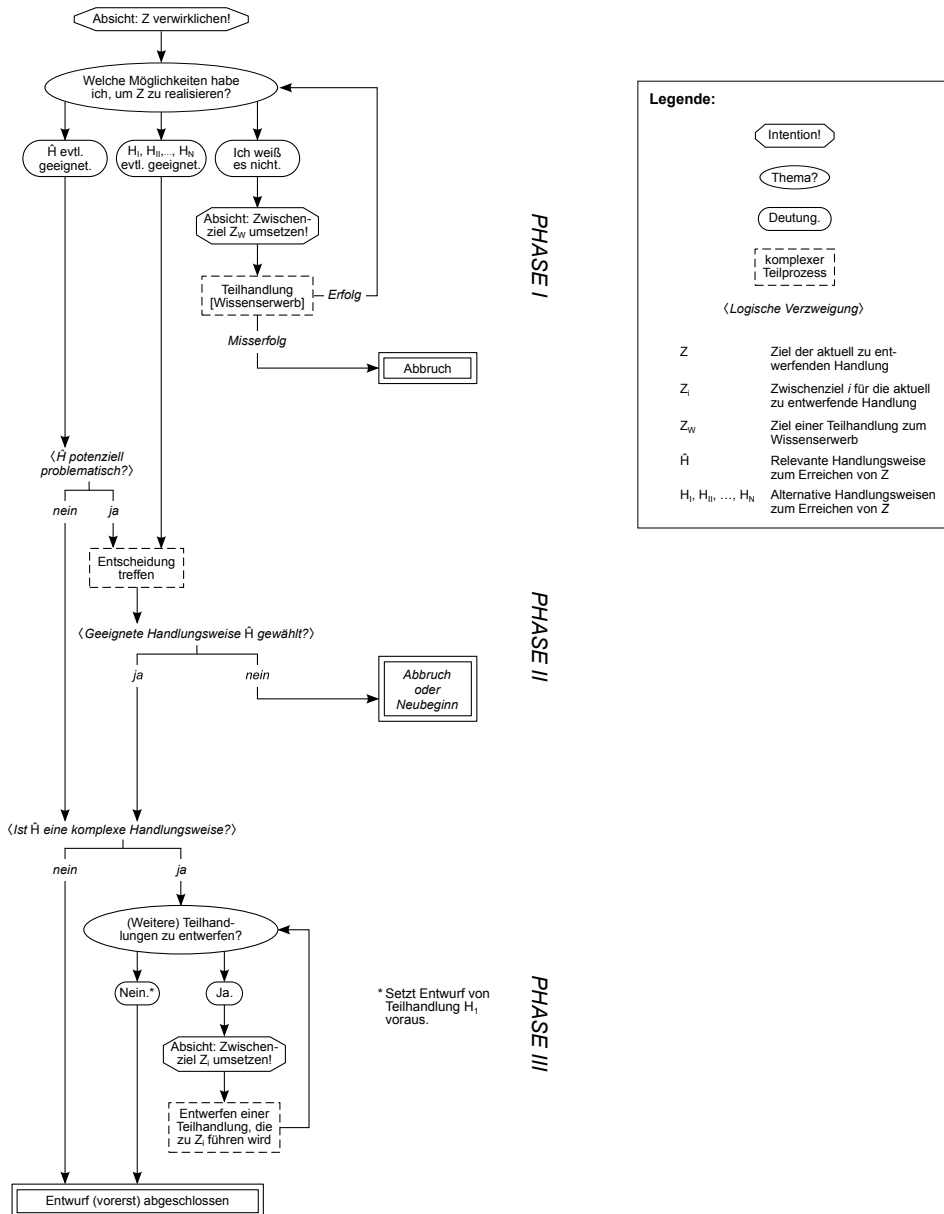 Absicht: Z verwirklichen!
Welche Möglichkeiten habe
ich, um Z zu realisieren?
Ĥ evtl.
geeignet.
H_I, H_II,..., H_N
evtl. geeignet.
Ich weiß
es nicht.
Absicht: Zwischen-
ziel Z_W umsetzen!
Teilhandlung
[Wissenserwerb]
Erfolg
Misserfolg
Abbruch
PHASE I
⟨Ĥ potenziell
problematisch?⟩
nein
ja
Entscheidung
treffen
⟨Geeignete Handlungsweise Ĥ gewählt?⟩
ja
nein
Abbruch
oder
Neubeginn
PHASE II
⟨Ist Ĥ eine komplexe Handlungsweise?⟩
nein
ja
(Weitere) Teilhand-
lungen zu entwerfen?
Nein.*
Ja.
* Setzt Entwurf von
Teilhandlung H_1
voraus.
Absicht: Zwischen-
ziel Z_i umsetzen!
Entwerfen einer
Teilhandlung, die
zu Z_i führen wird
PHASE III
Entwurf (vorerst) abgeschlossen
Legende:
Intention!
Thema?
Deutung.
komplexer
Teilprozess
⟨Logische Verzweigung⟩
Z Ziel der aktuell zu ent-
werfenden Handlung
Z_i Zwischenziel i für die aktuell
zu entwerfende Handlung
Z_W Ziel einer Teilhandlung zum
Wissenserwerb
Ĥ Relevante Handlungsweise
zum Erreichen von Z
H_I, H_II, ..., H_N Alternative Handlungsweisen
zum Erreichen von Z